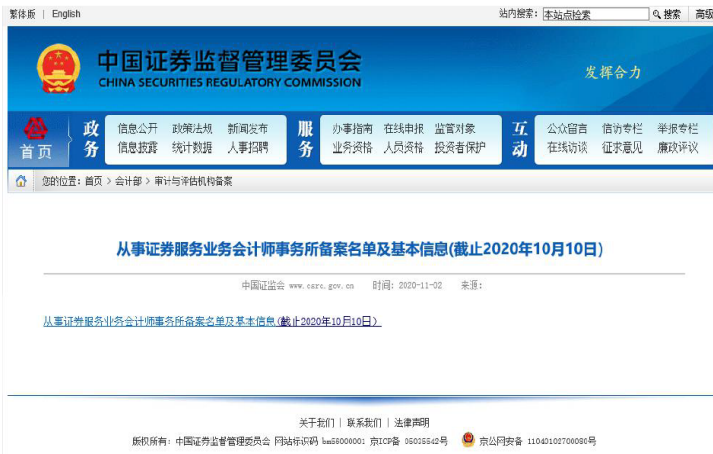 繁体版 | English
站内搜索: 本站点检索 搜索 高级
中国证券监督管理委员会
CHINA SECURITIES REGULATORY COMMISSION
发挥合力
首页
政务
信息公开 政策法规 新闻发布
信息披露 统计数据 人事招聘
服务
办事指南 在线申报 监管对象
业务资格 人员资格 投资者保护
互动
公众留言 信访专栏 举报专栏
在线访谈 征求意见 廉政评议
您的位置: 首页 > 会计部 > 审计与评估机构备案
从事证券服务业务会计师事务所备案名单及基本信息(截止2020年10月10日)
中国证监会 www.csrc.gov.cn 时间: 2020-11-02 来源:
从事证券服务业务会计师事务所备案名单及基本信息(截止2020年10月10日)
关于我们 | 联系我们 | 法律声明
版权所有: 中国证券监督管理委员会 网站标识码 bm56000001 京ICP备 05035542号 京公网安备 11040102700080号